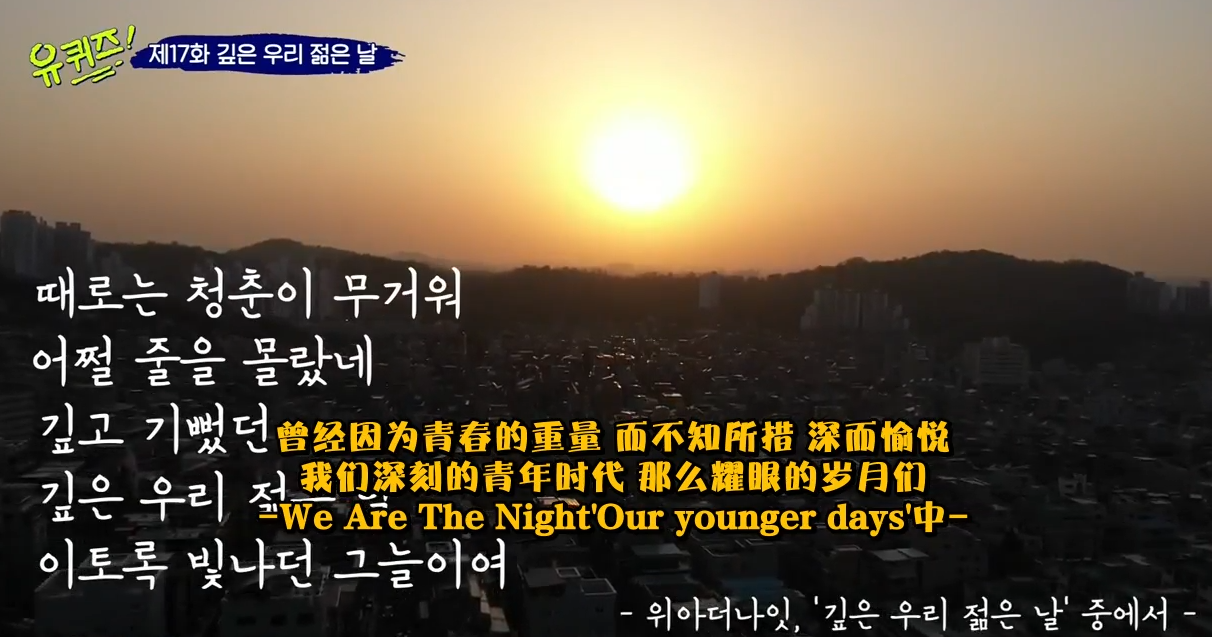 유퀴즈!
제17화 깊은 우리 젊은 날
때로는 청춘이 무거워
어쩔 줄을 몰랐네
깊고 기뻤던
깊은 우리
이토록 빛나던 그늘이여
曾经因为青春的重量 而不知所措 深而愉悦
我们深刻的青年时代 那么耀眼的岁月们
-We Are The Night'Our younger days'中-
- 위아더나잇, '깊은 우리 젊은 날' 중에서 -